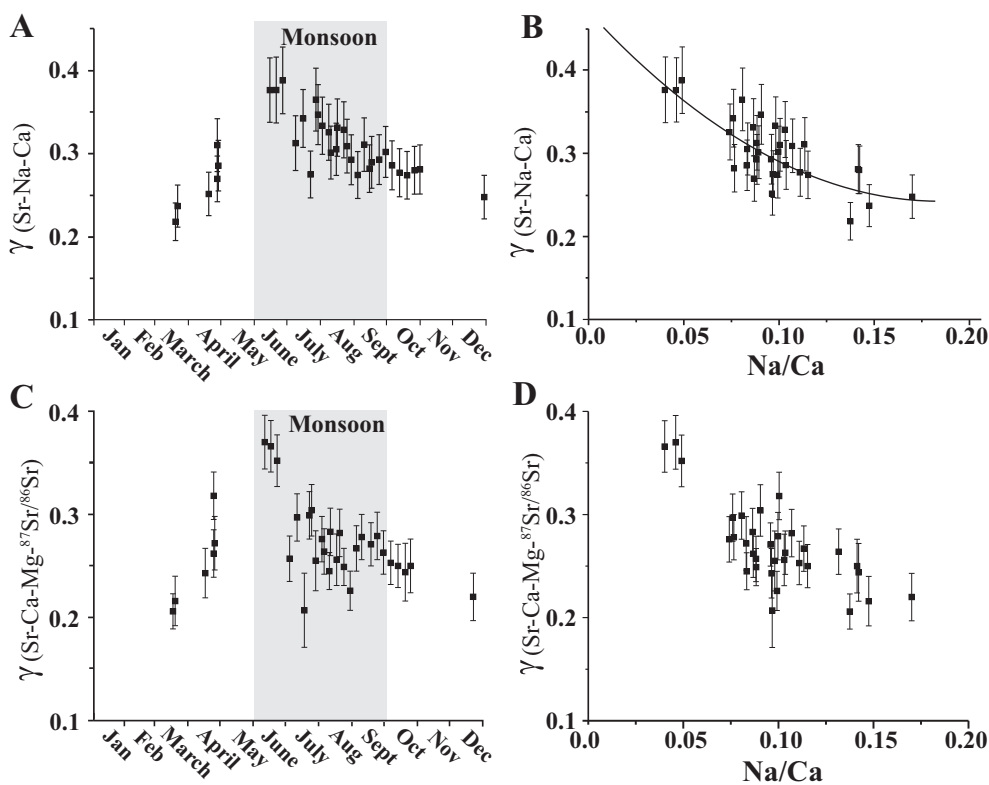 A
Monsoon
γ (Sr-Na-Ca)
0.4
0.3
0.2
0.1
Jan Feb March April May June July Aug Sept Oct Nov Dec
B
γ (Sr-Na-Ca)
0.4
0.3
0.2
0.1
0.0 0.05 0.10 0.15 0.20
Na/Ca
C
Monsoon
γ (Sr-Ca-Mg-⁸⁷Sr/⁸⁶Sr)
0.4
0.3
0.2
0.1
Jan Feb March April May June July Aug Sept Oct Nov Dec
D
γ (Sr-Ca-Mg-⁸⁷Sr/⁸⁶Sr)
0.4
0.3
0.2
0.1
0.0 0.05 0.10 0.15 0.20
Na/Ca